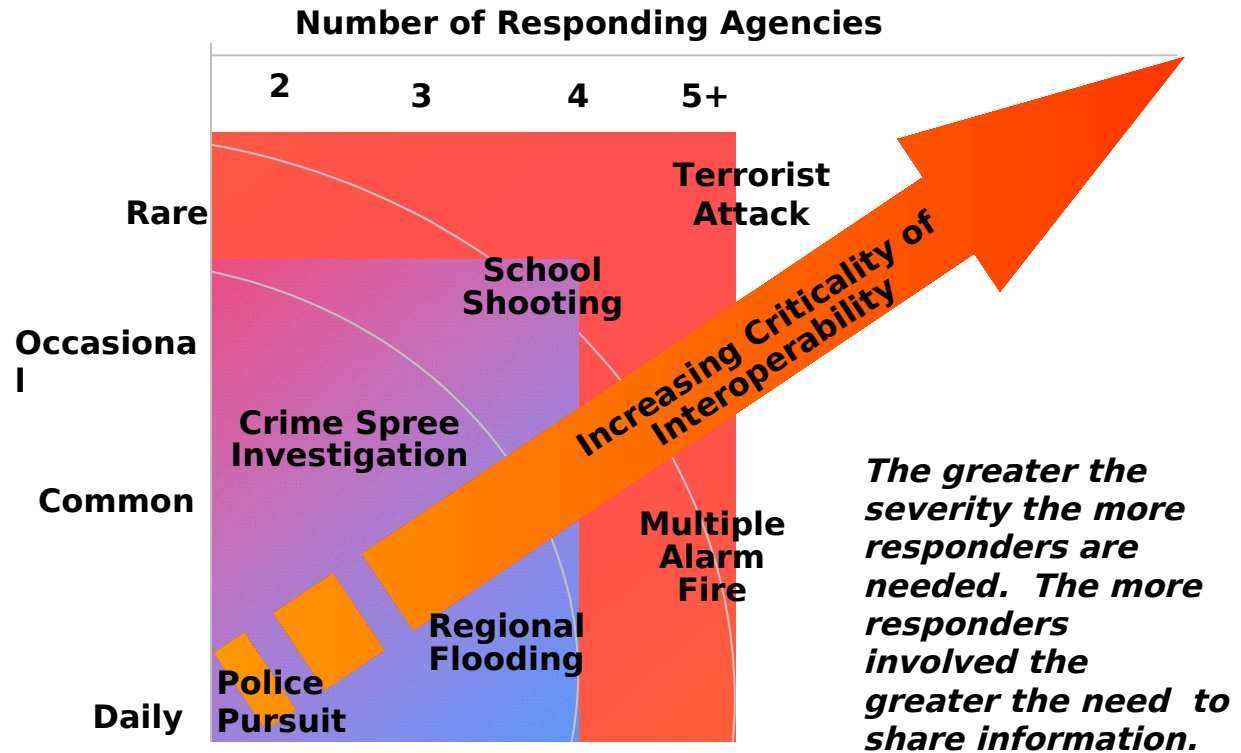 Number of Responding Agencies
2
3
4
5+
Terrorist
Attack
Rare
School
Shooting
Increasing Criticality of
Interoperability
Occasiona
l
Crime Spree
Investigation
Common
Multiple
Alarm
Fire
Regional
Flooding
Police
Pursuit
Daily
The greater the
severity the more
responders are
needed.  The more
responders
involved the
greater the need  to
share information.